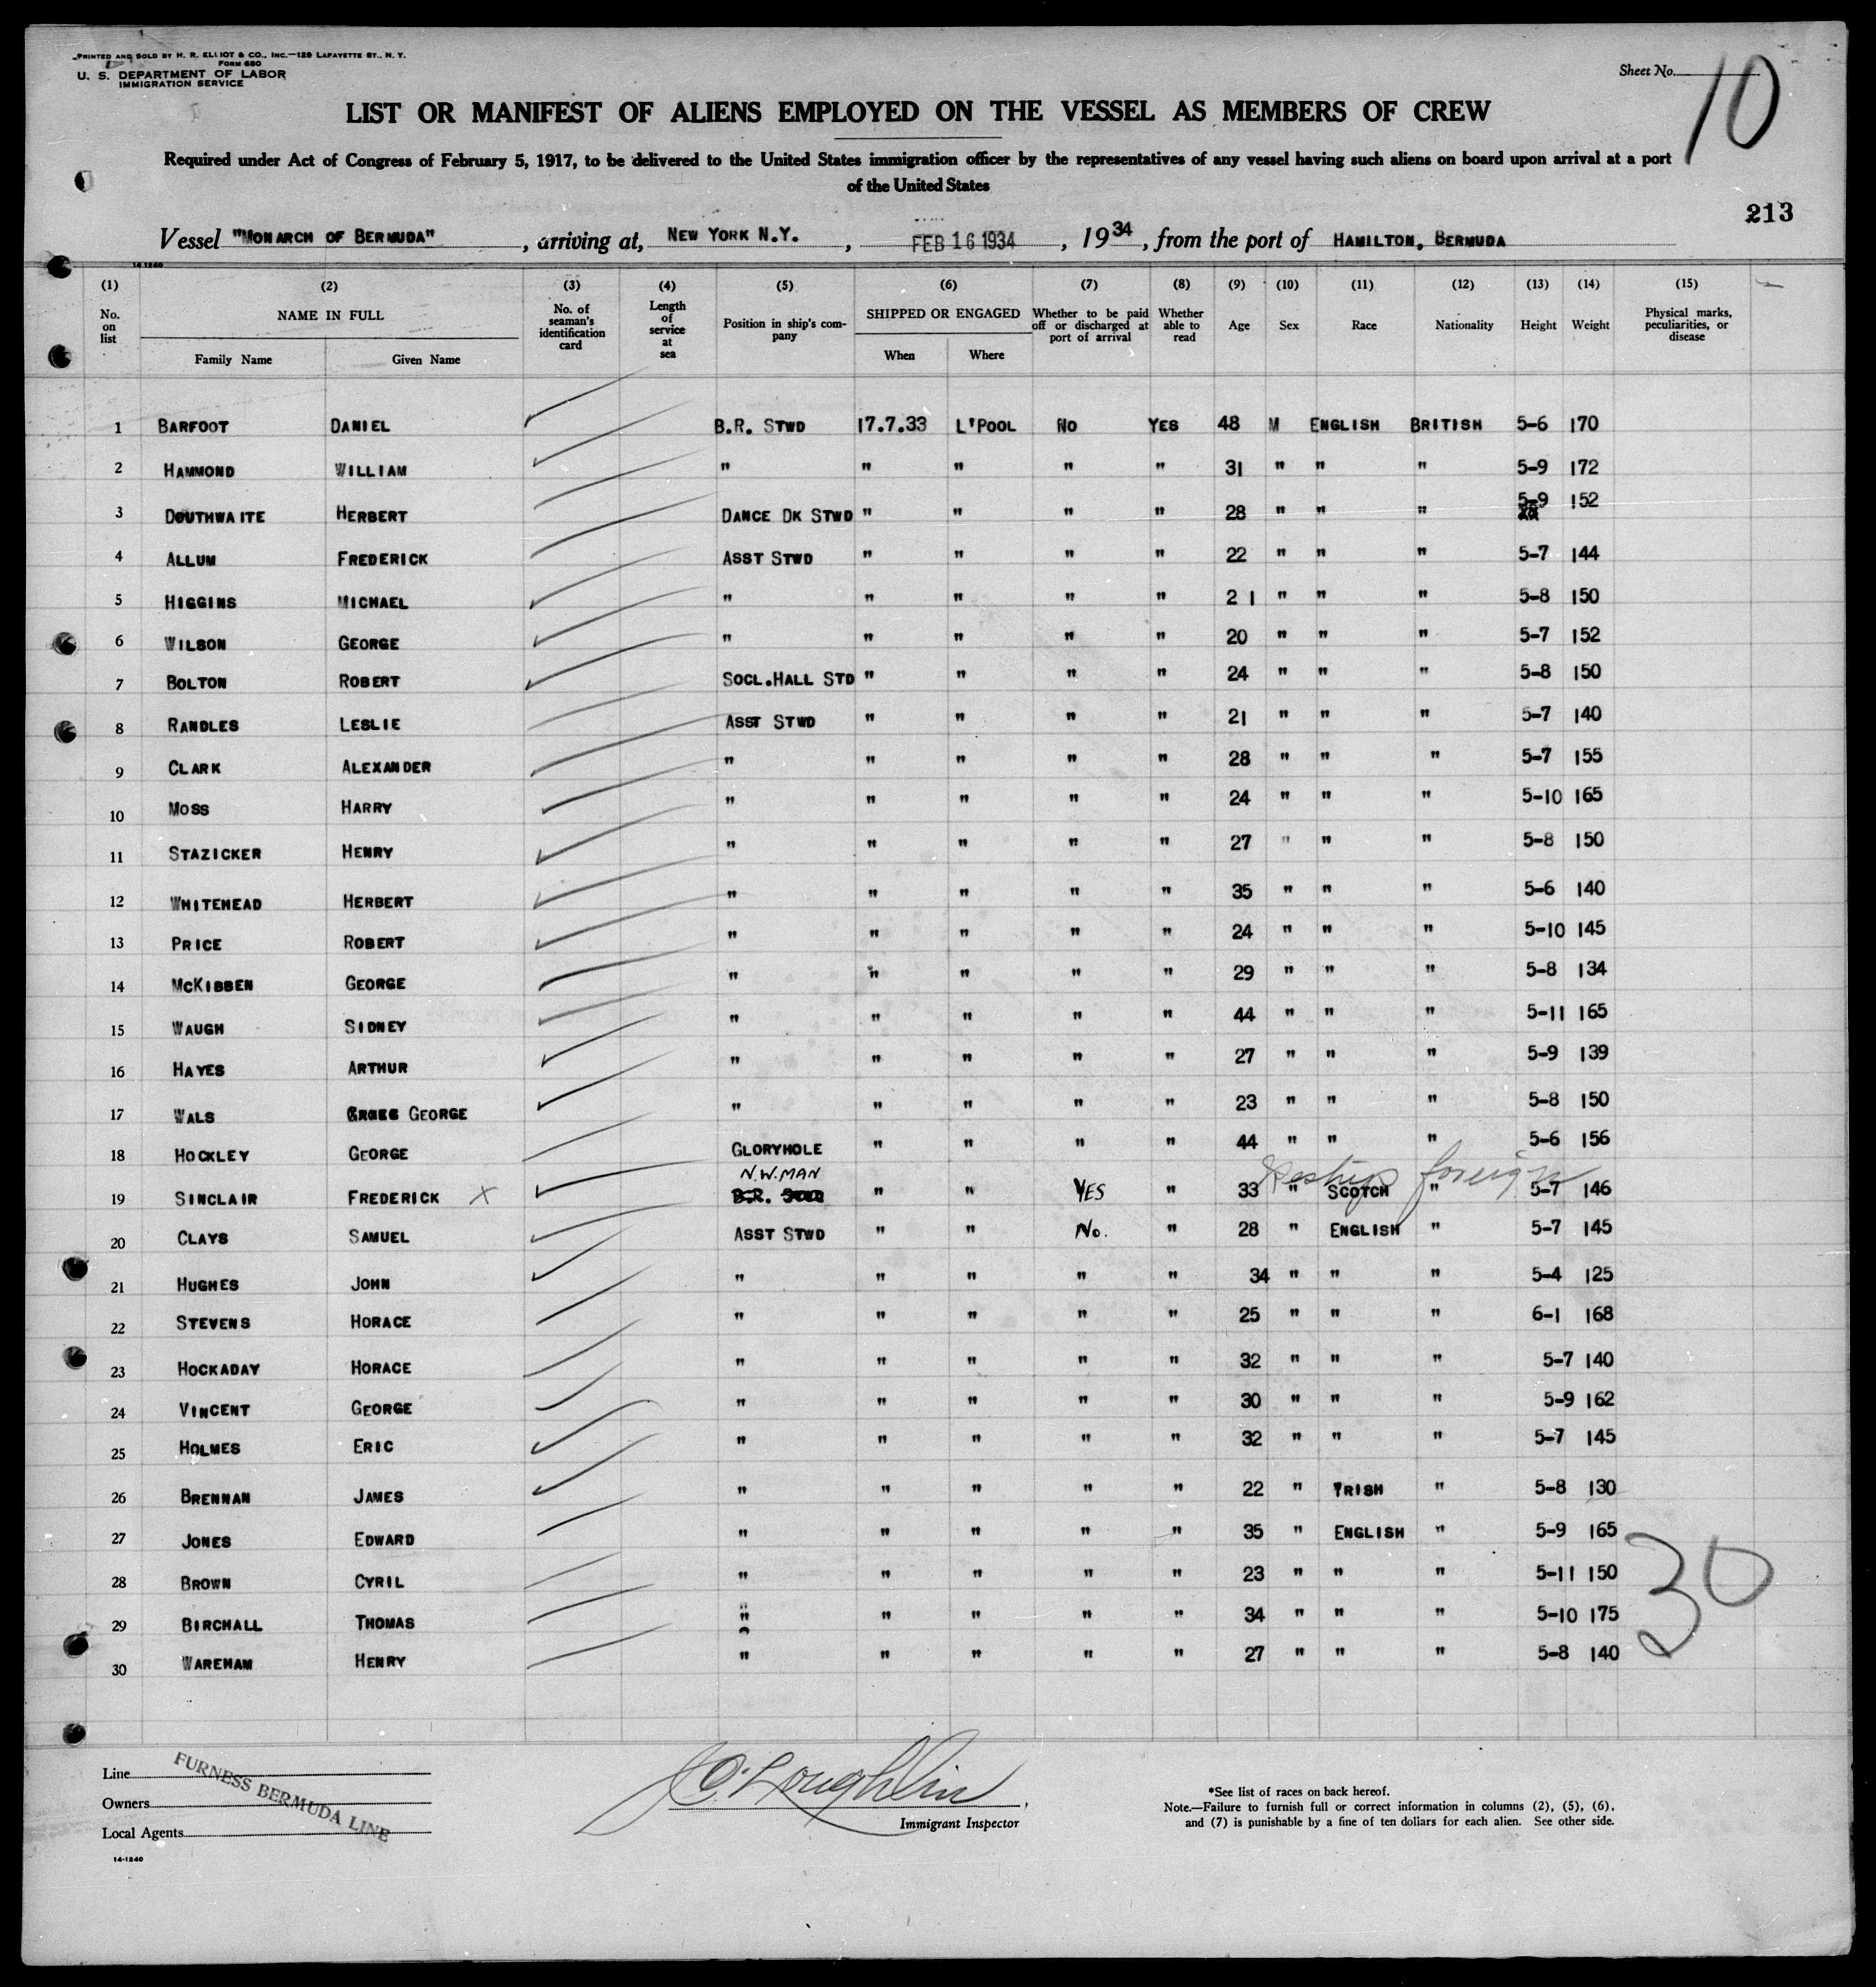 PRINTED AND SOLD BY H. R. ELLIOT & CO., INC.—129 LAFAYETTE ST., N. Y.
FORM 680
U. S. DEPARTMENT OF LABOR
IMMIGRATION SERVICE
Sheet No. 10
LIST OR MANIFEST OF ALIENS EMPLOYED ON THE VESSEL AS MEMBERS OF CREW
Required under Act of Congress of February 5, 1917, to be delivered to the United States immigration officer by the representatives of any vessel having such aliens on board upon arrival at a port
of the United States
213
Vessel "MONARCH OF BERMUDA", arriving at, NEW YORK N.Y., FEB 16 1934, 1934, from the port of HAMILTON, BERMUDA
14-1240
(1) (2) (3) (4) (5) (6) (7) (8) (9) (10) (11) (12) (13) (14) (15)
No. on list NAME IN FULL Family Name Given Name No. of seaman's identification card Length of service at sea Position in ship's company SHIPPED OR ENGAGED When Where Whether to be paid off or discharged at port of arrival Whether able to read Age Sex Race Nationality Height Weight Physical marks, peculiarities, or disease
1 BARFOOT DANIEL B.R. STWD 17.7.33 L'POOL NO YES 48 M ENGLISH BRITISH 5-6 170
2 HAMMOND WILLIAM " " " " " 31 " " " 5-9 172
3 DOUTHWAITE HERBERT DANCE DK STWD " " " " 28 " " " 5-9 152
4 ALLUM FREDERICK ASST STWD " " " " 22 " " " 5-7 144
5 HIGGINS MICHAEL " " " " " 21 " " " 5-8 150
6 WILSON GEORGE " " " " " 20 " " " 5-7 152
7 BOLTON ROBERT SOCL.HALL STD " " " " 24 " " " 5-8 150
8 RANDLES LESLIE ASST STWD " " " " 21 " " " 5-7 140
9 CLARK ALEXANDER " " " " " 28 " " " 5-7 155
10 MOSS HARRY " " " " " 24 " " " 5-10 165
11 STAZICKER HENRY " " " " " 27 " " " 5-8 150
12 WHITEHEAD HERBERT " " " " " 35 " " " 5-6 140
13 PRICE ROBERT " " " " " 24 " " " 5-10 145
14 MCKIBBEN GEORGE " " " " " 29 " " " 5-8 134
15 WAUGH SIDNEY " " " " " 44 " " " 5-11 165
16 HAYES ARTHUR " " " " " 27 " " " 5-9 139
17 WALS GEORGE " " " " " 23 " " " 5-8 150
18 HOCKLEY GEORGE GLORYHOLE " " " " 44 " " " 5-6 156
N.W.MAN foreign
19 SINCLAIR FREDERICK X B.R. " " YES " 33 " SCOTCH " 5-7 146
20 CLAYS SAMUEL ASST STWD " " No. " 28 " ENGLISH " 5-7 145
21 HUGHES JOHN " " " " " 34 " " " 5-4 125
22 STEVENS HORACE " " " " " 25 " " " 6-1 168
23 HOCKADAY HORACE " " " " " 32 " " " 5-7 140
24 VINCENT GEORGE " " " " " 30 " " " 5-9 162
25 HOLMES ERIC " " " " " 32 " " " 5-7 145
26 BRENNAN JAMES " " " " " 22 " IRISH " 5-8 130
27 JONES EDWARD " " " " " 35 " ENGLISH " 5-9 165
28 BROWN CYRIL " " " " " 23 " " " 5-11 150
29 BIRCHALL THOMAS " " " " " 34 " " " 5-10 175
30 WAREHAM HENRY " " " " " 27 " " " 5-8 140
30
Line
Owners
Local Agents
FURNESS BERMUDA LINE
14-1240
J O'Loughlin
Immigrant Inspector
*See list of races on back hereof.
Note.—Failure to furnish full or correct information in columns (2), (5), (6),
and (7) is punishable by a fine of ten dollars for each alien. See other side.